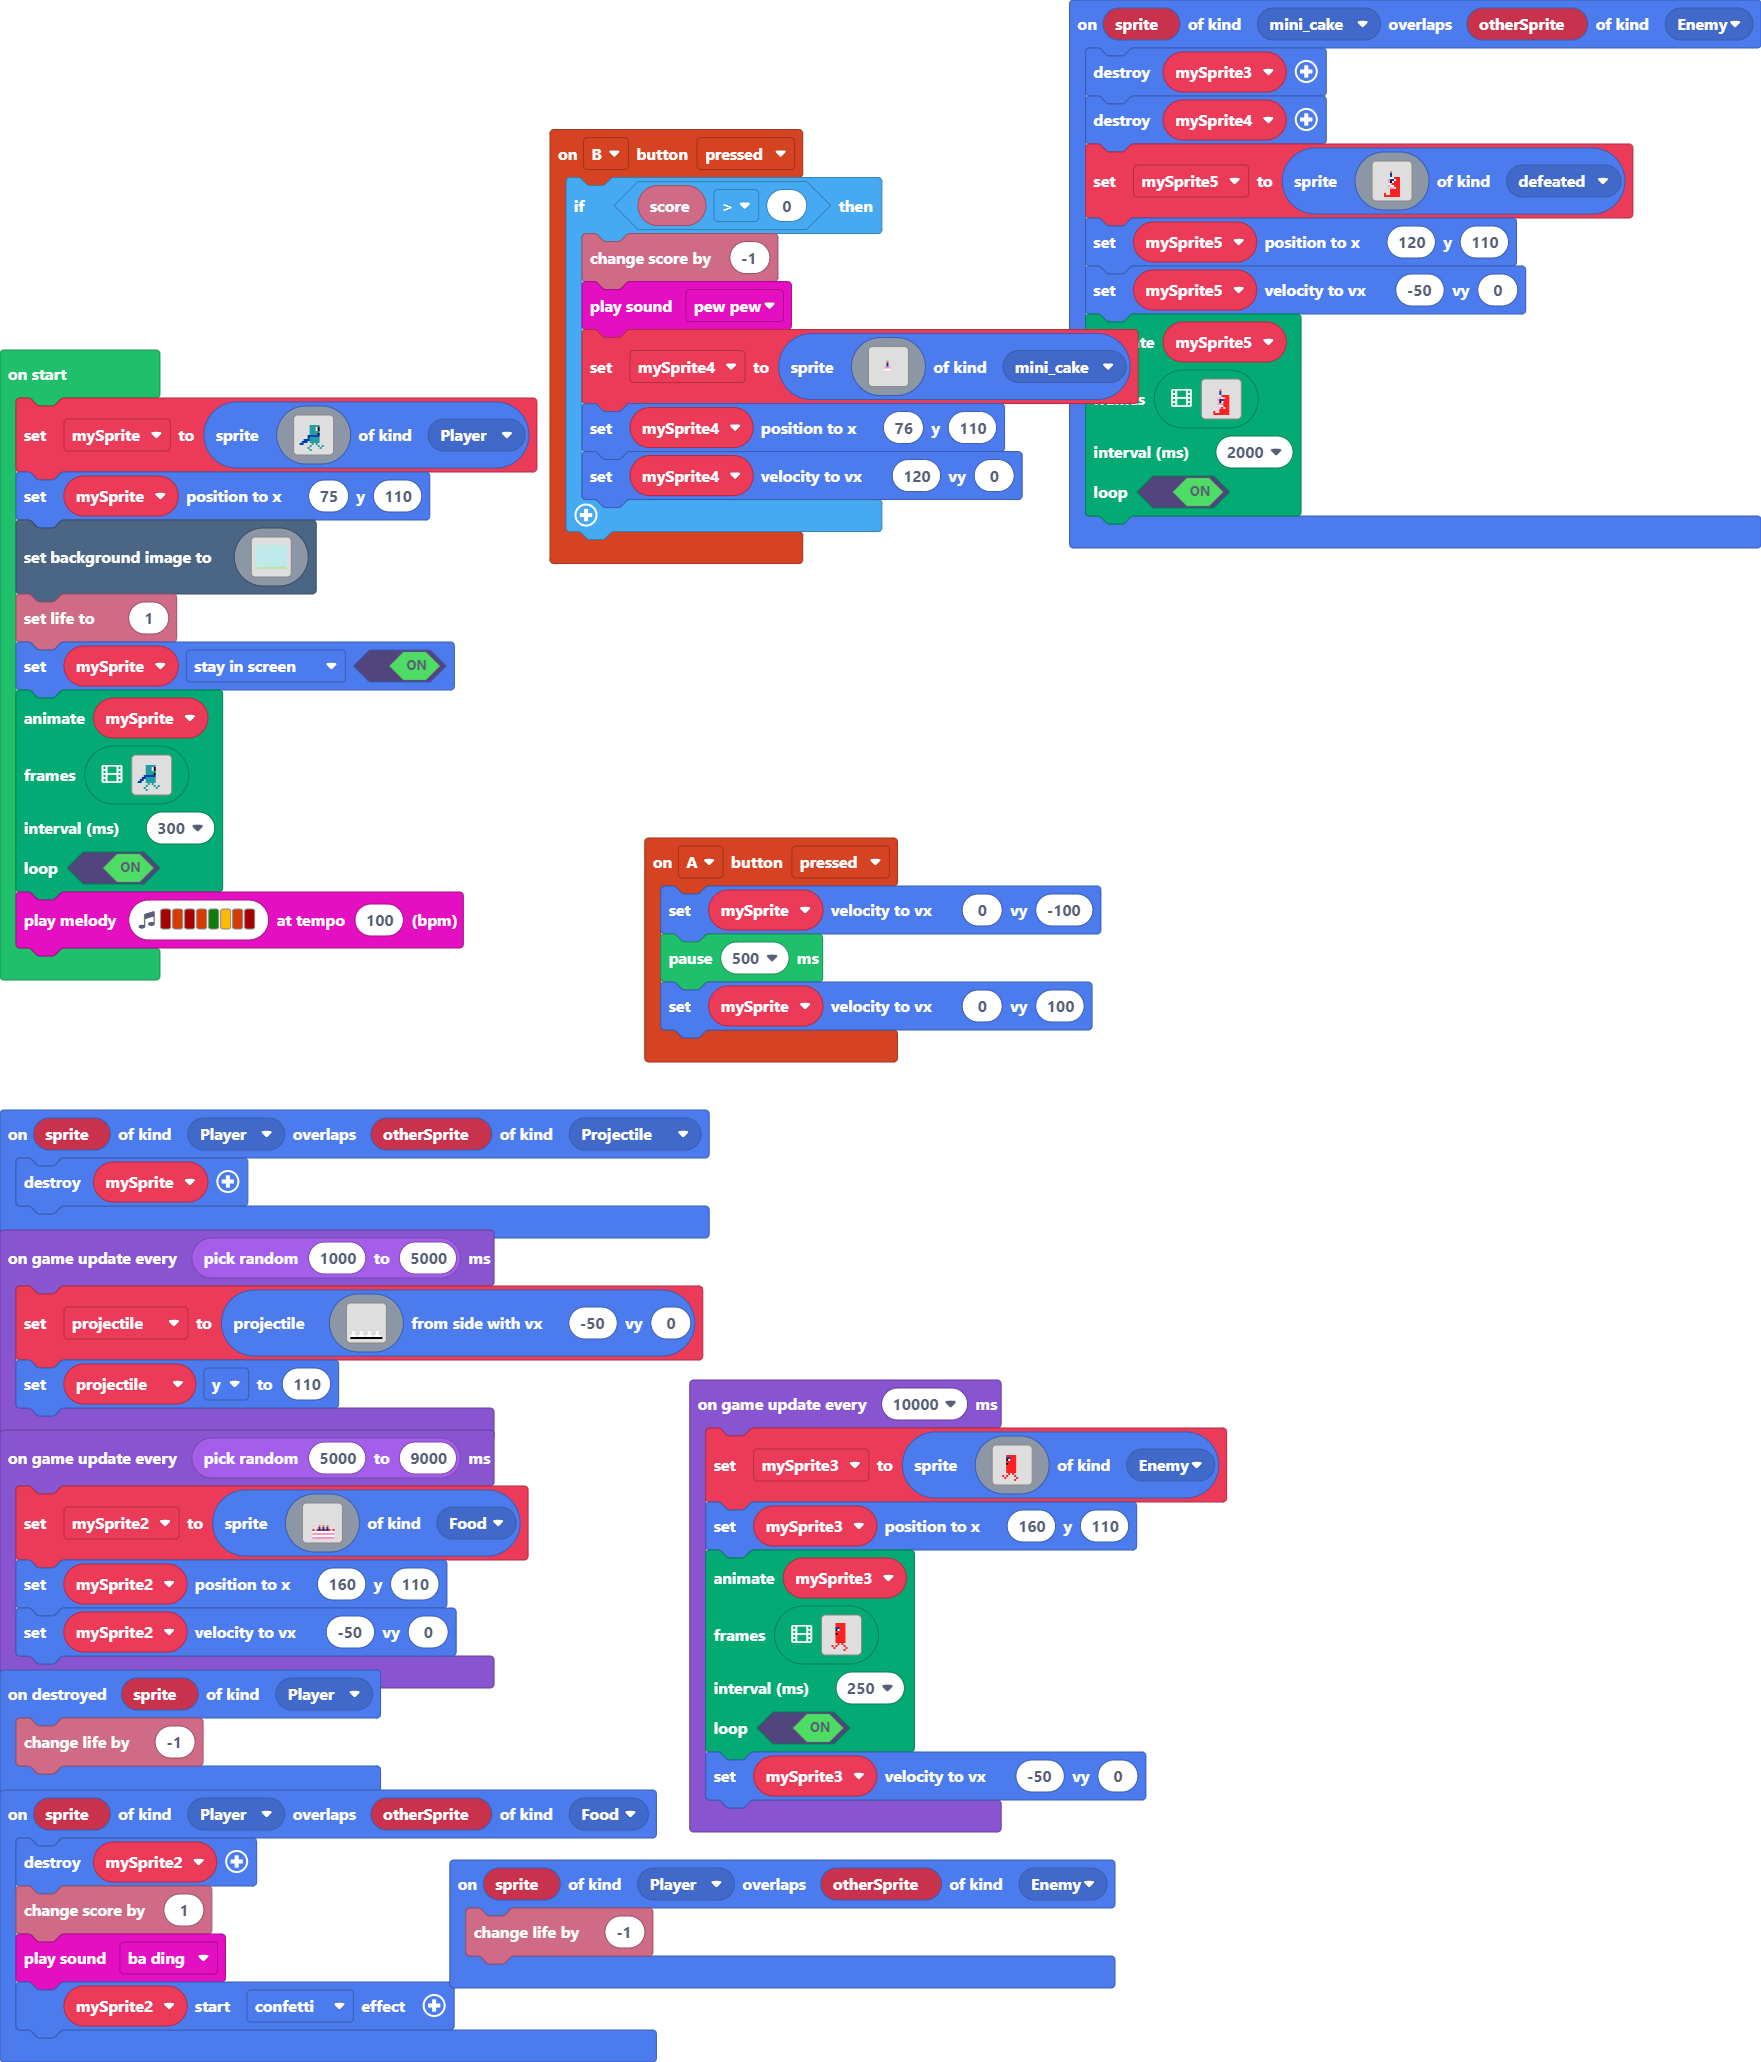 on sprite of kind mini_cake overlaps otherSprite of kind Enemy
destroy mySprite3
destroy mySprite4
set mySprite5 to sprite of kind defeated
set mySprite5 position to x 120 y 110
set mySprite5 velocity to vx -50 vy 0
te mySprite5
interval (ms) 2000
loop ON
on B button pressed
if score > 0 then
change score by -1
play sound pew pew
set mySprite4 to sprite of kind mini_cake
set mySprite4 position to x 76 y 110
set mySprite4 velocity to vx 120 vy 0
on start
set mySprite to sprite of kind Player
set mySprite position to x 75 y 110
set background image to
set life to 1
set mySprite stay in screen ON
animate mySprite
frames
interval (ms) 300
loop ON
play melody at tempo 100 (bpm)
on A button pressed
set mySprite velocity to vx 0 vy -100
pause 500 ms
set mySprite velocity to vx 0 vy 100
on sprite of kind Player overlaps otherSprite of kind Projectile
destroy mySprite
on game update every pick random 1000 to 5000 ms
set projectile to projectile from side with vx -50 vy 0
set projectile y to 110
on game update every pick random 5000 to 9000 ms
set mySprite2 to sprite of kind Food
set mySprite2 position to x 160 y 110
set mySprite2 velocity to vx -50 vy 0
on destroyed sprite of kind Player
change life by -1
on sprite of kind Player overlaps otherSprite of kind Food
destroy mySprite2
change score by 1
play sound ba ding
mySprite2 start confetti effect
on game update every 10000 ms
set mySprite3 to sprite of kind Enemy
set mySprite3 position to x 160 y 110
animate mySprite3
frames
interval (ms) 250
loop ON
set mySprite3 velocity to vx -50 vy 0
on sprite of kind Player overlaps otherSprite of kind Enemy
change life by -1